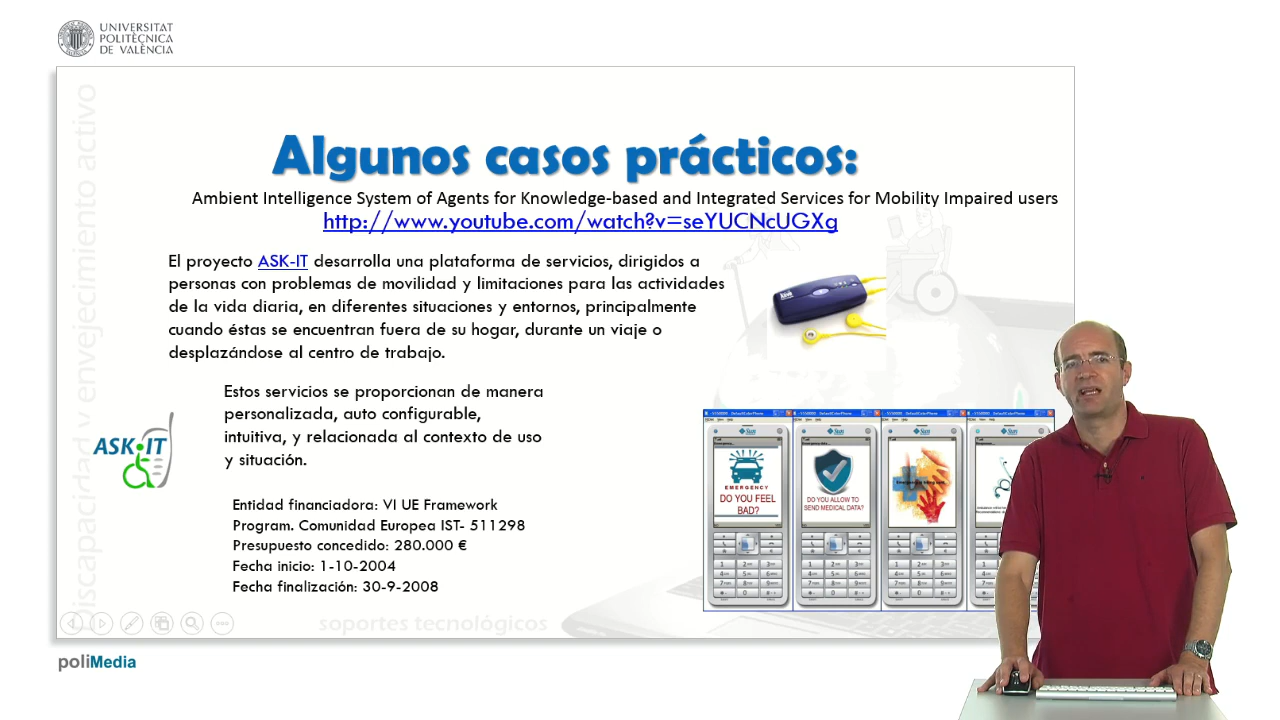 UNIVERSITAT
POLITÈCNICA
DE VALÈNCIA
Discapacidad y envejecimiento activo
Algunos casos prácticos:
Ambient Intelligence System of Agents for Knowledge-based and Integrated Services for Mobility Impaired users
http://www.youtube.com/watch?v=seYUCNcUGXg
El proyecto ASK-IT desarrolla una plataforma de servicios, dirigidos a
personas con problemas de movilidad y limitaciones para las actividades
de la vida diaria, en diferentes situaciones y entornos, principalmente
cuando éstas se encuentran fuera de su hogar, durante un viaje o
desplazándose al centro de trabajo.
Estos servicios se proporcionan de manera
personalizada, auto configurable,
intuitiva, y relacionada al contexto de uso
y situación.
ASK-IT
Entidad financiadora: VI UE Framework
Program. Comunidad Europea IST- 511298
Presupuesto concedido: 280.000 €
Fecha inicio: 1-10-2004
Fecha finalización: 30-9-2008
EMERGENCY
DO YOU FEEL
BAD?
DO YOU ALLOW TO
SEND MEDICAL DATA?
soportes tecnológicos
poliMedia